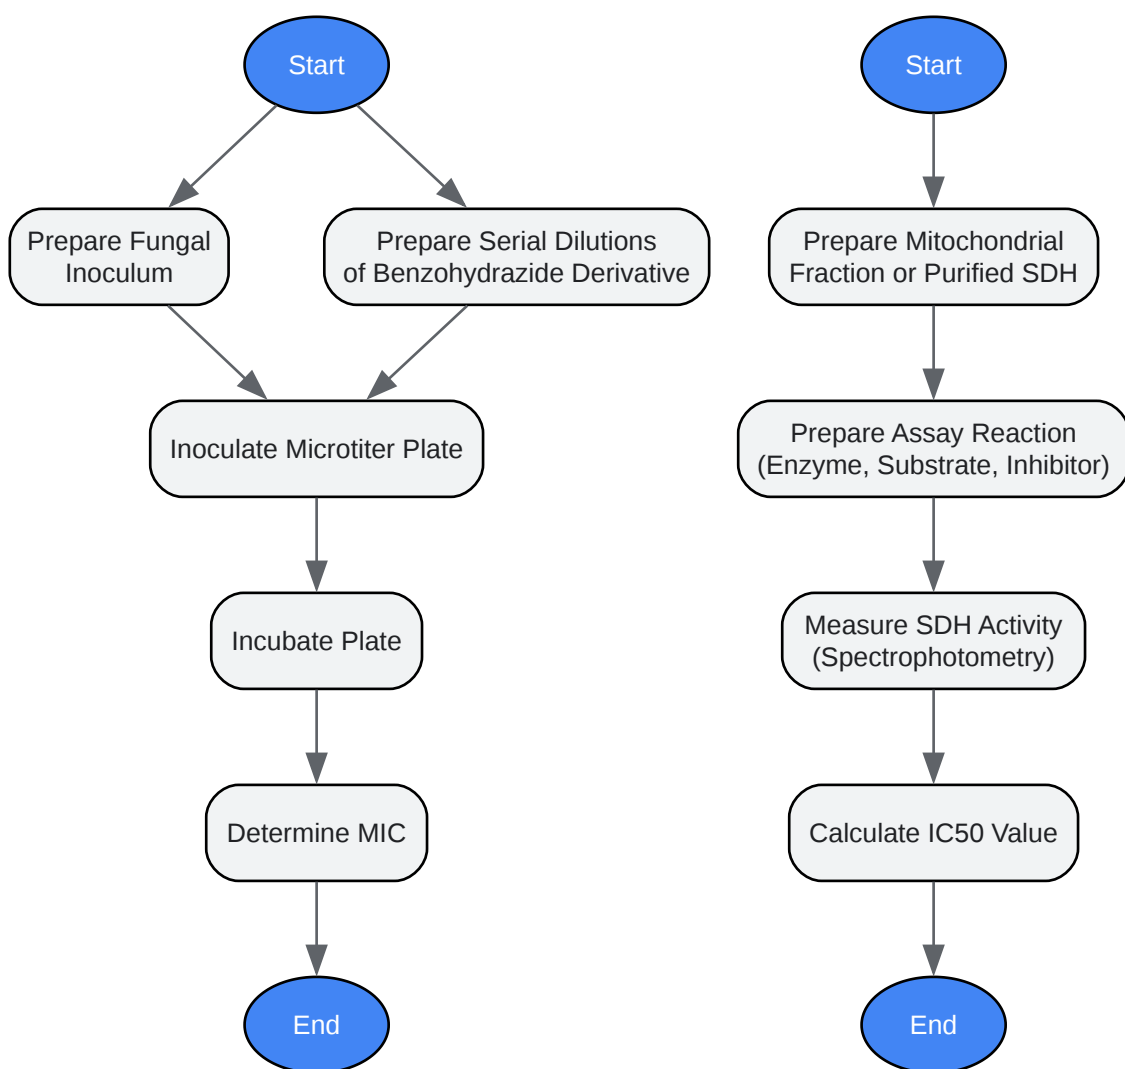 Start
Prepare Fungal
Inoculum
Prepare Serial Dilutions
of Benzohydrazide Derivative
Inoculate Microtiter Plate
Incubate Plate
Determine MIC
End
Start
Prepare Mitochondrial
Fraction or Purified SDH
Prepare Assay Reaction
(Enzyme, Substrate, Inhibitor)
Measure SDH Activity
(Spectrophotometry)
Calculate IC50 Value
End